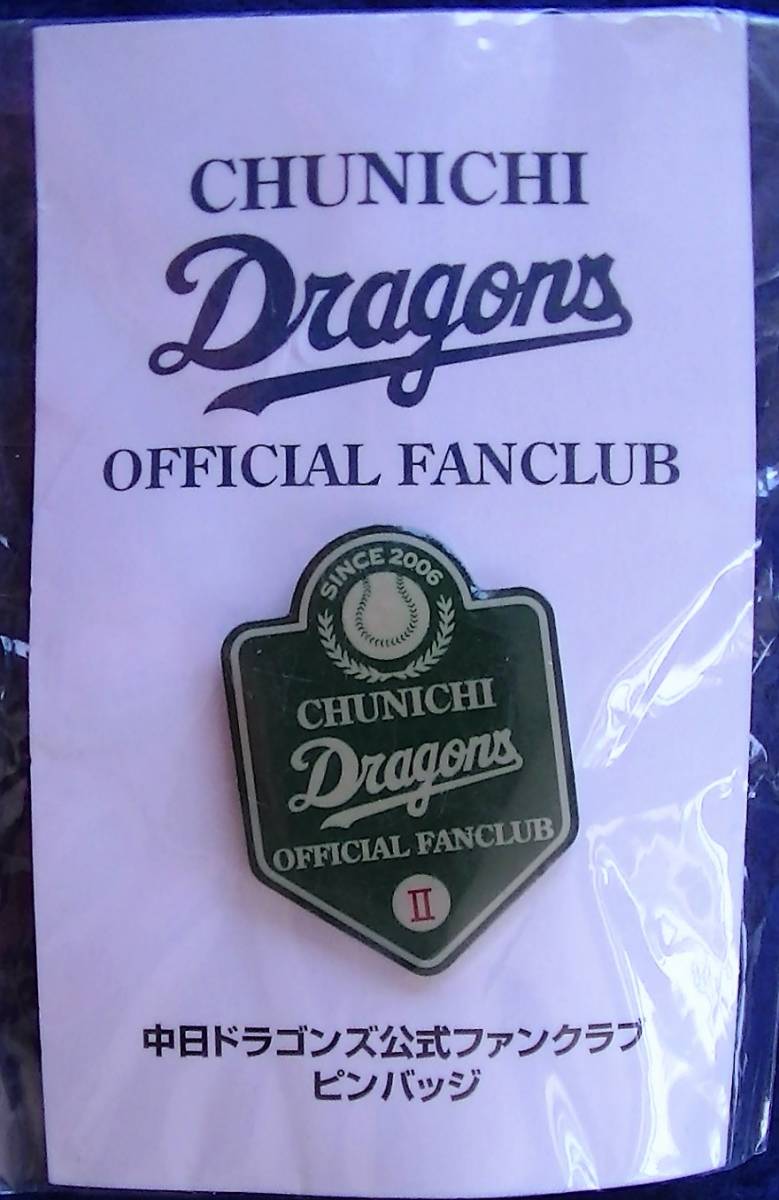 CHUNICHI
Dragons
OFFICIAL FANCLUB
SINCE 2006
CHUNICHI
Dragons
OFFICIAL FANCLUB
II
中日ドラゴンズ公式ファンクラブ
ピンバッジ